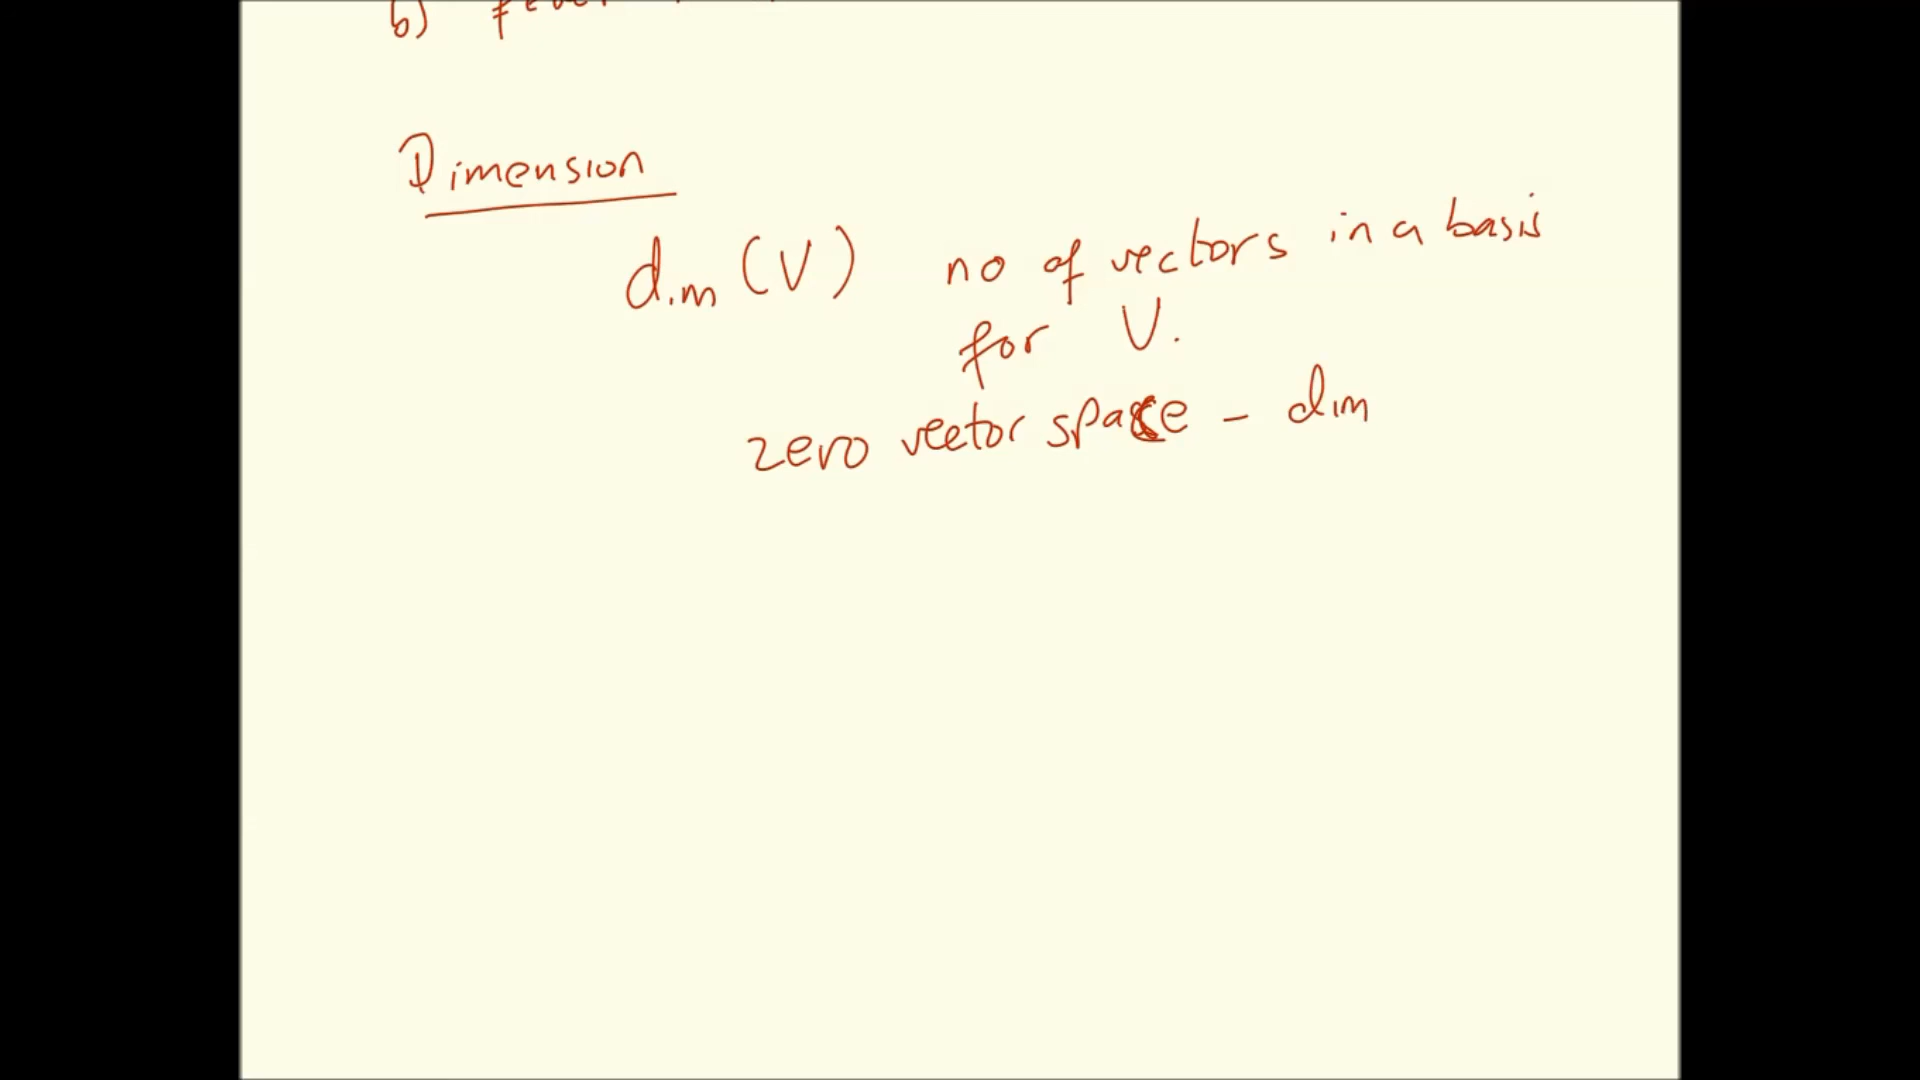 b)
Dimension
dim (V) no of vectors in a basis
for V.
zero vector space - dim